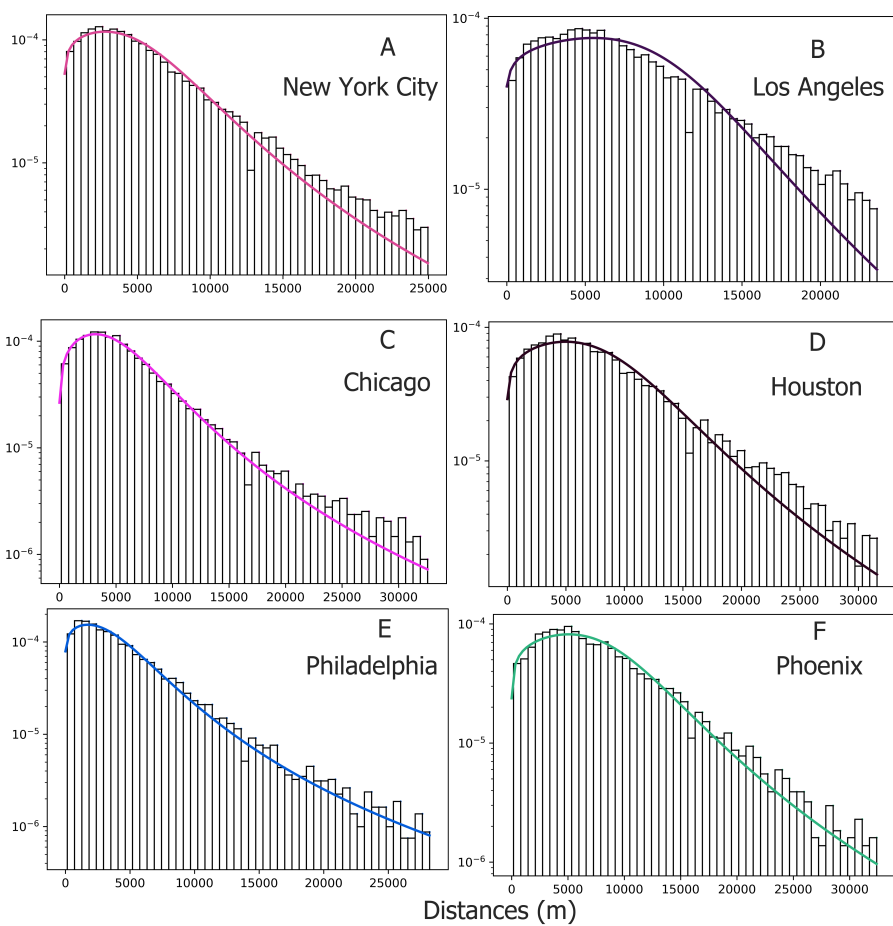 A
New York City
10⁻⁴
10⁻⁵
0 5000 10000 15000 20000 25000
B
Los Angeles
10⁻⁴
10⁻⁵
0 5000 10000 15000 20000
C
Chicago
10⁻⁴
10⁻⁵
10⁻⁶
0 5000 10000 15000 20000 25000 30000
D
Houston
10⁻⁴
10⁻⁵
0 5000 10000 15000 20000 25000 30000
E
Philadelphia
10⁻⁴
10⁻⁵
10⁻⁶
0 5000 10000 15000 20000 25000
F
Phoenix
10⁻⁴
10⁻⁵
10⁻⁶
0 5000 10000 15000 20000 25000 30000
Distances (m)